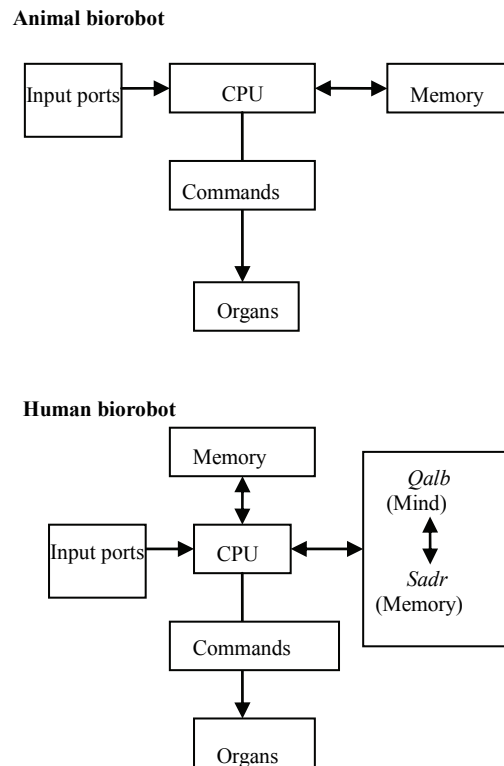 Animal biorobot
Input ports
CPU
Memory
Commands
Organs
Human biorobot
Memory
Input ports
CPU
Qalb
(Mind)
Sadr
(Memory)
Commands
Organs